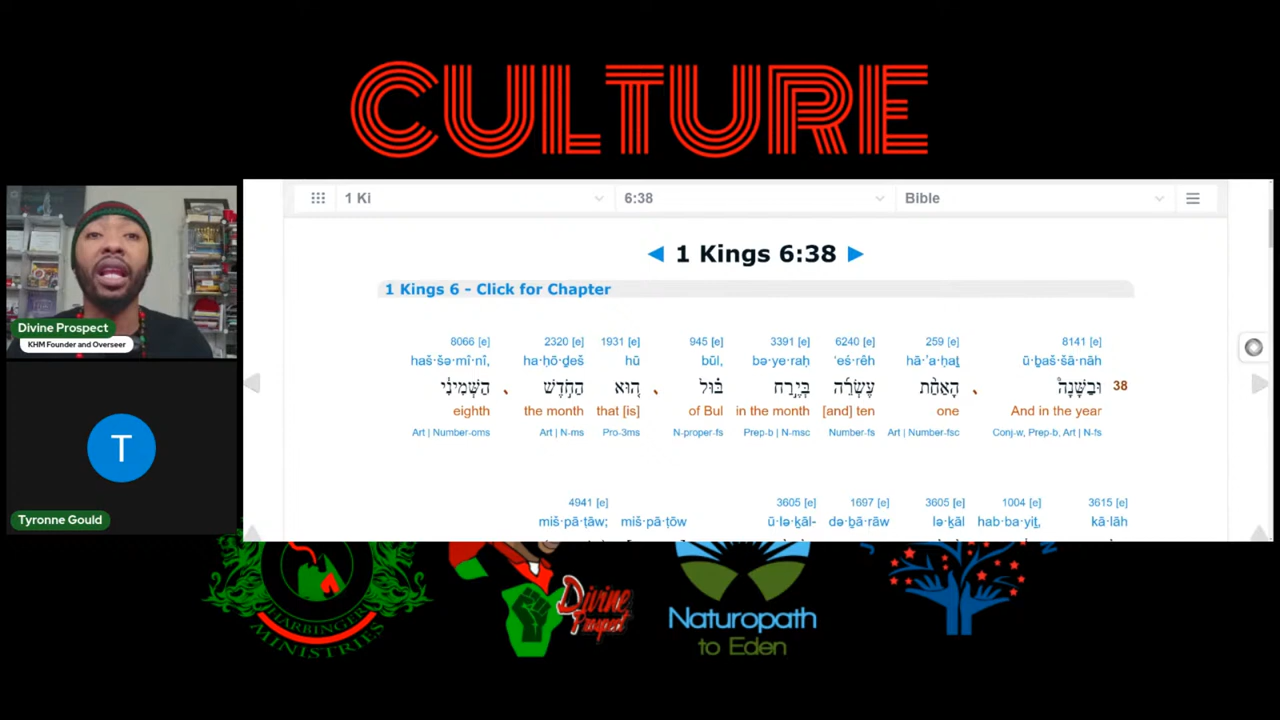 CULTURE
1 Ki
6:38
Bible
◀ 1 Kings 6:38 ▶
1 Kings 6 - Click for Chapter
8066 [e] 2320 [e] 1931 [e] 945 [e] 3391 [e] 6240 [e] 259 [e] 8141 [e]
haš·šə·mî·nî, ha·ḥō·ḏeš hū būl, bə·ye·raḥ ‘eś·rêh hā·’a·ḥaṯ ū·ḇaš·šā·nāh
38 וּבַשָּׁנָה֩ הָאַחַ֨ת ، עֶשְׂרֵ֜ה בְּיֶ֣רַח בּ֗וּל ، ה֚וּא הַחֹ֣דֶשׁ ، הַשְּׁמִינִ֔י
eighth the month that [is] of Bul in the month [and] ten one And in the year
Art | Number-oms Art | N-ms Pro-3ms N-proper-fs Prep-b | N-msc Number-fs Art | Number-fsc Conj-w, Prep-b, Art | N-fs
4941 [e] 3605 [e] 1697 [e] 3605 [e] 1004 [e] 3615 [e]
miš·pā·ṭāw; miš·pā·ṭōw ū·lə·ḵāl- də·ḇā·rāw lə·ḵāl hab·ba·yiṯ, kā·lāh
Divine Prospect
KHM Founder and Overseer
T
Tyronne Gould
HARBINGER
MINISTRIES
Divine
Prospect
Naturopath
to Eden